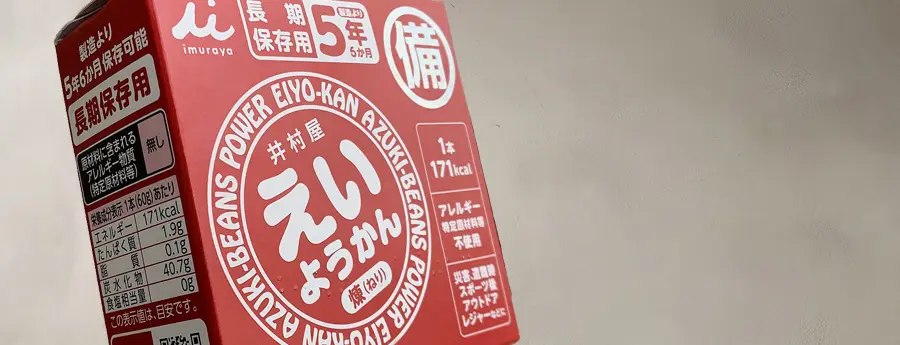 製造より
5年6か月保存可能
長期保存用
原材料に含まれる
アレルギー物質
(特定原材料等)
無し
栄養成分表示 1本(60g)あたり
エネルギー 171kcal
たんぱく質 1.9g
脂質 0.1g
炭水化物 40.7g
食塩相当量 0g
この表示値は、目安です。
imuraya
長期
保存用
製造より
5年
6か月
備
AZUKI-BEANS POWER EIYO-KAN AZUKI-BEANS POWER EIYO-KAN
井村屋
えい
ようかん
煉(ねり)
1本
171kcal
アレルギー
特定原材料等
不使用
災害、遭難時
スポーツ後
アウトドア
レジャーなどに